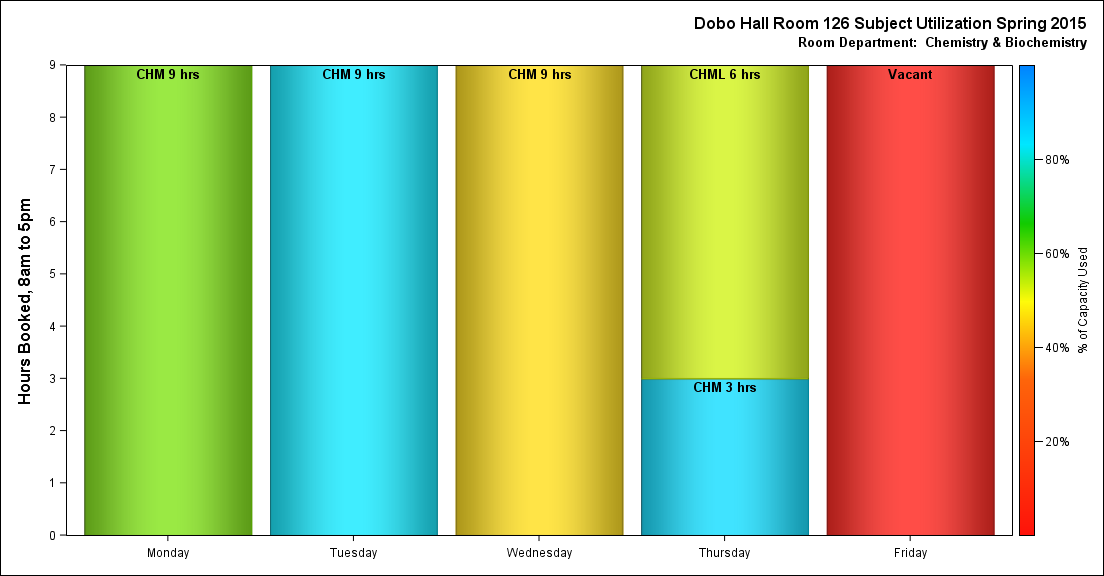 Dobo Hall Room 126 Subject Utilization Spring 2015
Room Department:  Chemistry & Biochemistry
Hours Booked, 8am to 5pm
9
8
7
6
5
4
3
2
1
0
CHM 9 hrs
CHM 9 hrs
CHM 9 hrs
CHML 6 hrs
Vacant
CHM 3 hrs
Monday
Tuesday
Wednesday
Thursday
Friday
80%
60%
40%
20%
% of Capacity Used